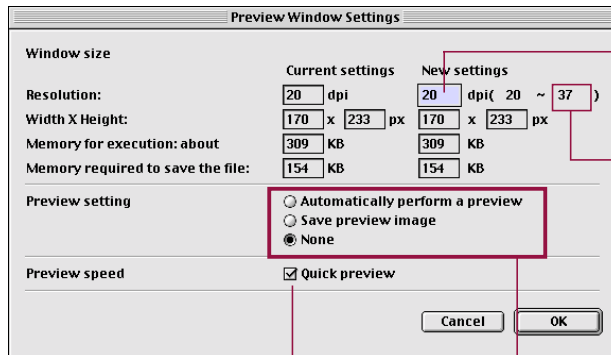 Preview Window Settings
Window size
Current settings New settings
Resolution: 20 dpi 20 dpi( 20 ~ 37 )
Width X Height: 170 x 233 px 170 x 233 px
Memory for execution: about 309 KB 309 KB
Memory required to save the file: 154 KB 154 KB
Preview setting Automatically perform a preview
Save preview image
None
Preview speed Quick preview
Cancel OK